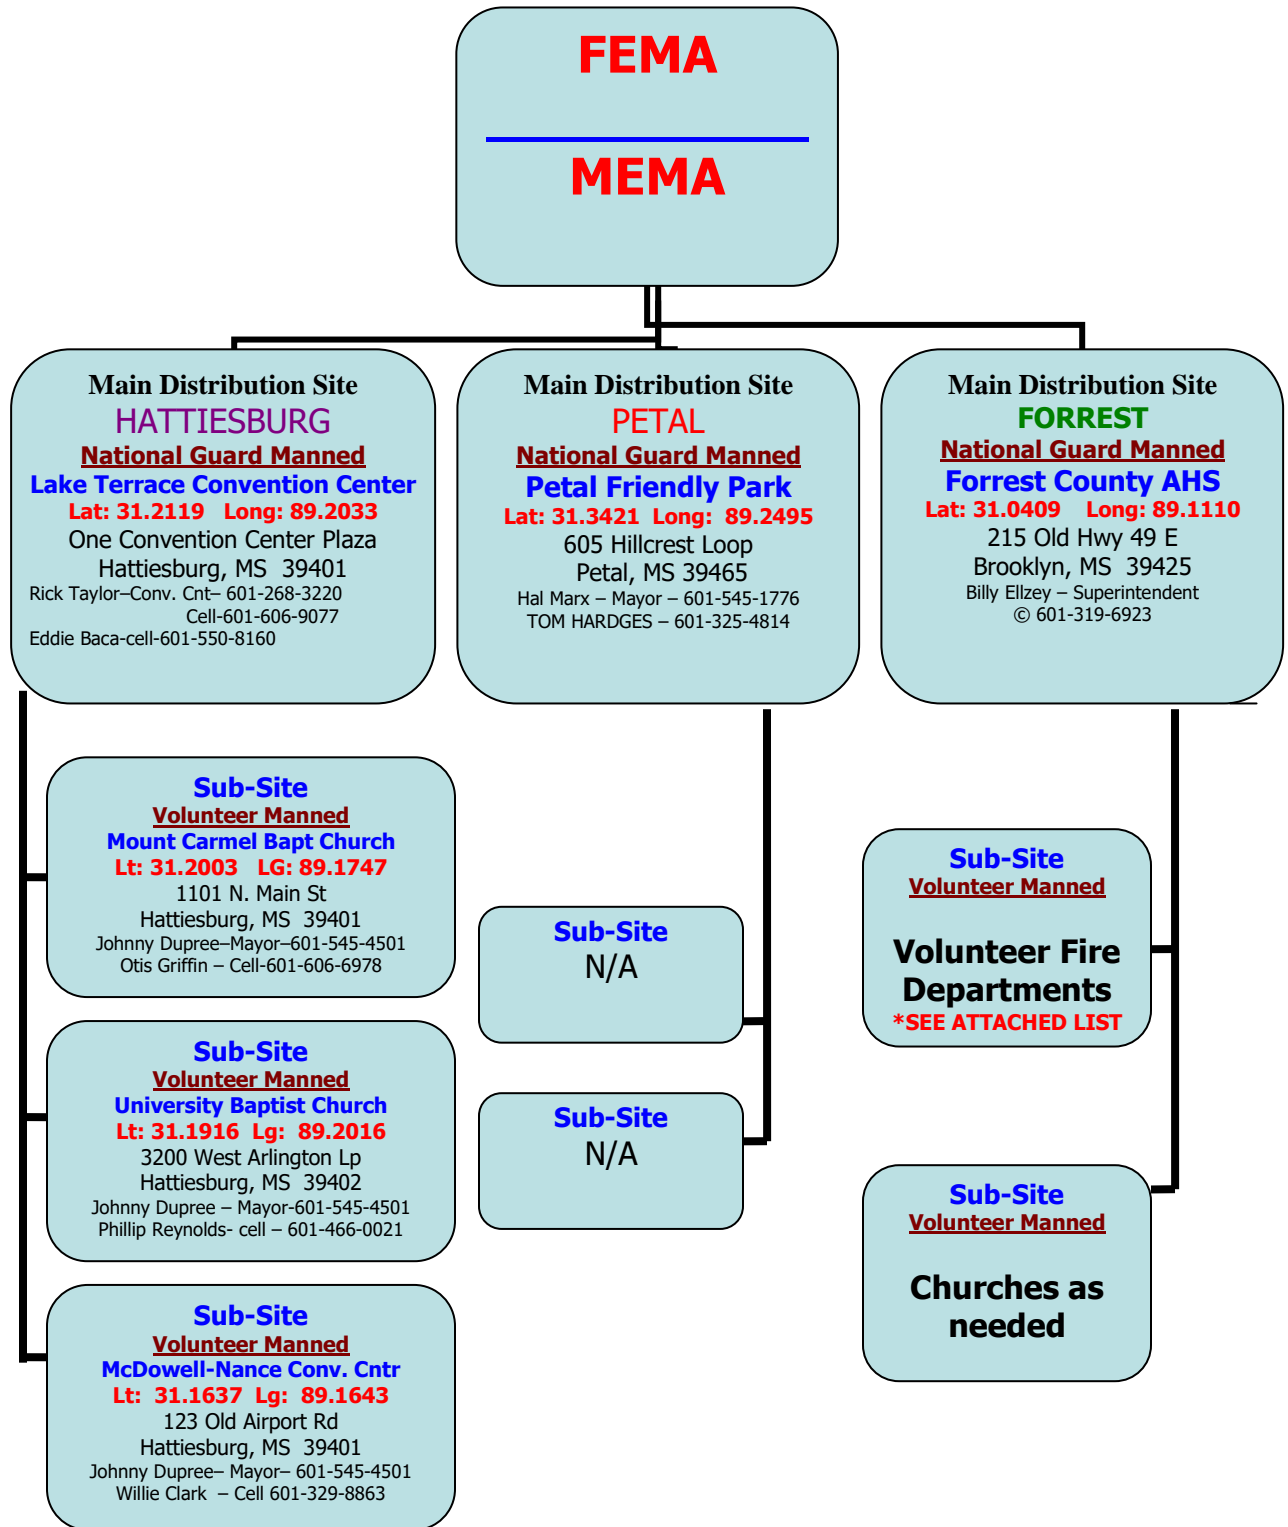 FEMA
MEMA
Main Distribution Site
HATTIESBURG
National Guard Manned
Lake Terrace Convention Center
Lat: 31.2119 Long: 89.2033
One Convention Center Plaza
Hattiesburg, MS 39401
Rick Taylor–Conv. Cnt– 601-268-3220
Cell-601-606-9077
Eddie Baca-cell-601-550-8160
Main Distribution Site
PETAL
National Guard Manned
Petal Friendly Park
Lat: 31.3421 Long: 89.2495
605 Hillcrest Loop
Petal, MS 39465
Hal Marx – Mayor – 601-545-1776
TOM HARDGES – 601-325-4814
Main Distribution Site
FORREST
National Guard Manned
Forrest County AHS
Lat: 31.0409 Long: 89.1110
215 Old Hwy 49 E
Brooklyn, MS 39425
Billy Ellzey – Superintendent
© 601-319-6923
Sub-Site
Volunteer Manned
Mount Carmel Bapt Church
Lt: 31.2003 LG: 89.1747
1101 N. Main St
Hattiesburg, MS 39401
Johnny Dupree–Mayor–601-545-4501
Otis Griffin – Cell-601-606-6978
Sub-Site
Volunteer Manned
University Baptist Church
Lt: 31.1916 Lg: 89.2016
3200 West Arlington Lp
Hattiesburg, MS 39402
Johnny Dupree – Mayor-601-545-4501
Phillip Reynolds- cell – 601-466-0021
Sub-Site
Volunteer Manned
McDowell-Nance Conv. Cntr
Lt: 31.1637 Lg: 89.1643
123 Old Airport Rd
Hattiesburg, MS 39401
Johnny Dupree– Mayor– 601-545-4501
Willie Clark – Cell 601-329-8863
Sub-Site
N/A
Sub-Site
N/A
Sub-Site
Volunteer Manned
Volunteer Fire
Departments
*SEE ATTACHED LIST
Sub-Site
Volunteer Manned
Churches as
needed